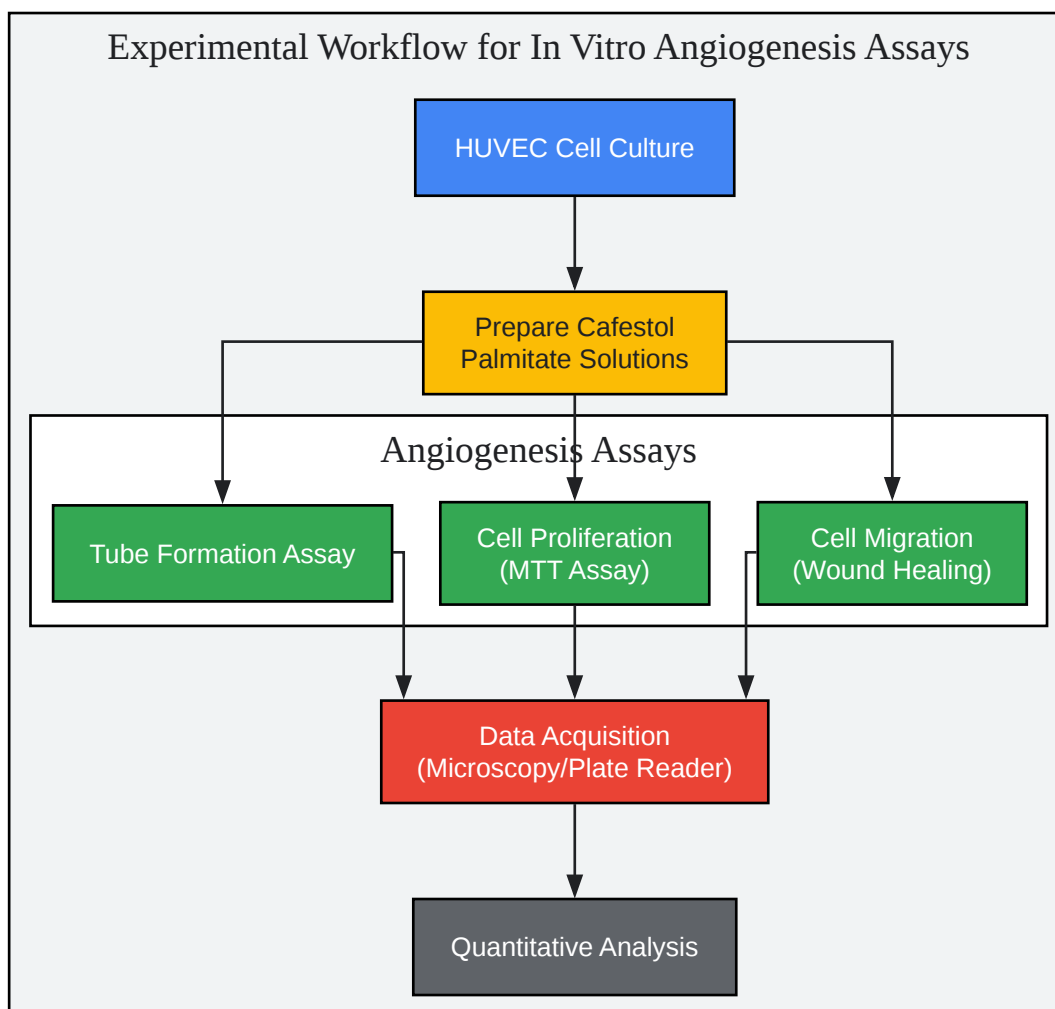 Experimental Workflow for In Vitro Angiogenesis Assays
HUVEC Cell Culture
Prepare Cafestol
Palmitate Solutions
Angiogenesis Assays
Tube Formation Assay
Cell Proliferation
(MTT Assay)
Cell Migration
(Wound Healing)
Data Acquisition
(Microscopy/Plate Reader)
Quantitative Analysis